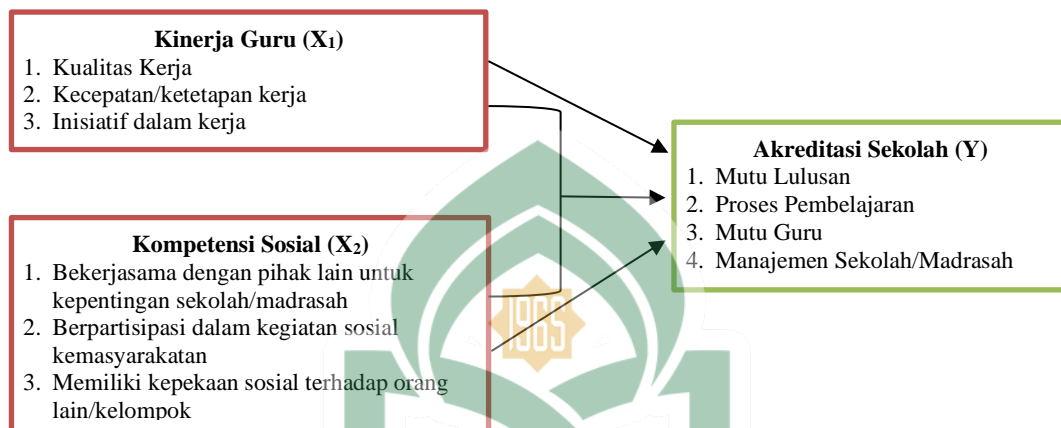 Kinerja Guru (X₁)
1. Kualitas Kerja
2. Kecepatan/ketetapan kerja
3. Inisiatif dalam kerja
Kompetensi Sosial (X₂)
1. Bekerjasama dengan pihak lain untuk
kepentingan sekolah/madrasah
2. Berpartisipasi dalam kegiatan sosial
kemasyarakatan
3. Memiliki kepekaan sosial terhadap orang
lain/kelompok
Akreditasi Sekolah (Y)
1. Mutu Lulusan
2. Proses Pembelajaran
3. Mutu Guru
4. Manajemen Sekolah/Madrasah
1965